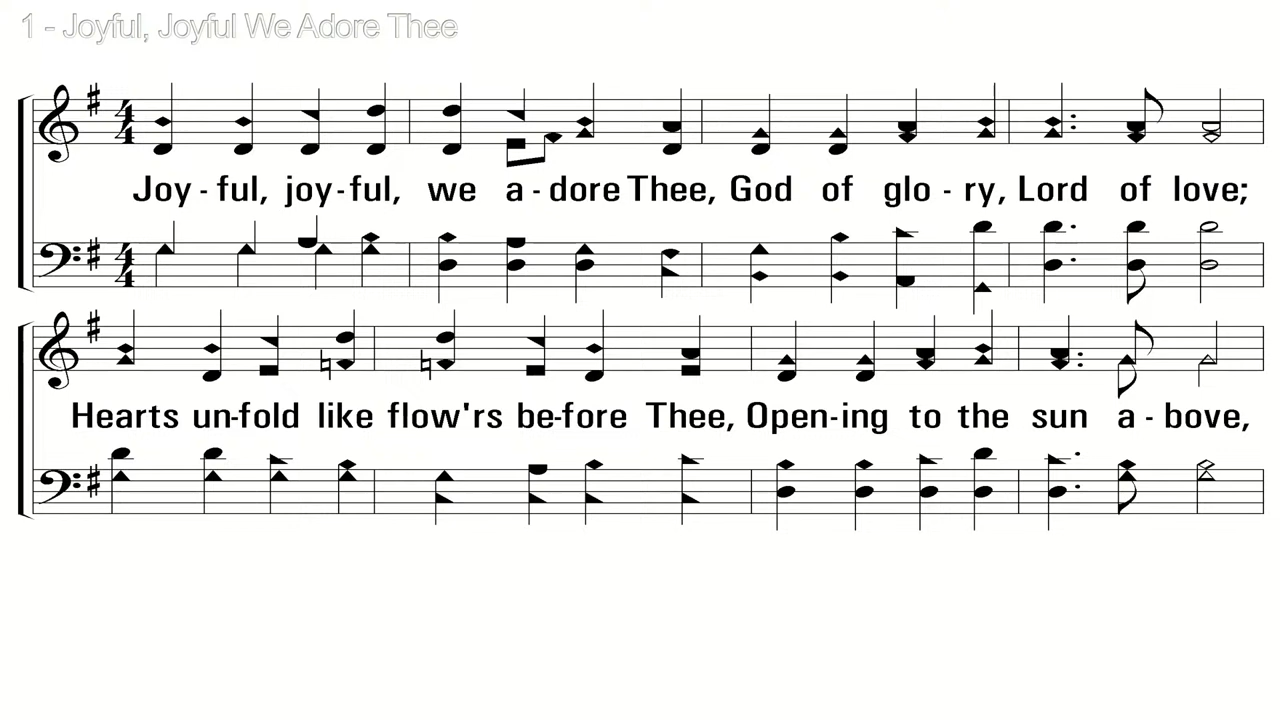 1 - Joyful, Joyful We Adore Thee
Joy - ful, joy-ful, we a-dore Thee, God of glo - ry, Lord of love;
Hearts un-fold like flow'rs be-fore Thee, Open-ing to the sun a-bove,